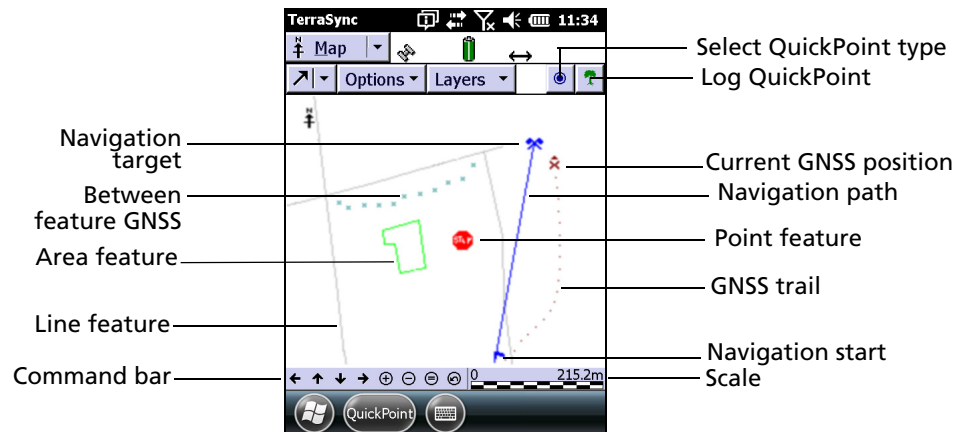 TerraSync 11:34
Map
Select QuickPoint type
Options Layers
Log QuickPoint
N
Navigation
target
Current GNSS position
Between
feature GNSS
Navigation path
STOP
Point feature
Area feature
GNSS trail
Line feature
Navigation start
Command bar
0 215.2m
Scale
QuickPoint